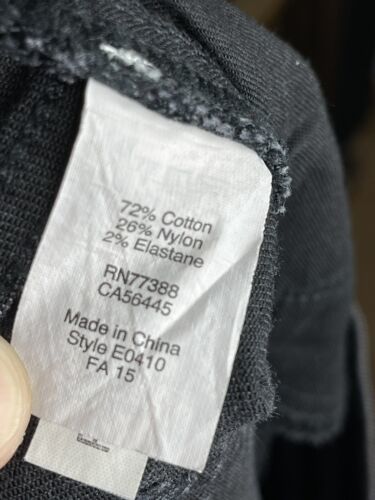 72% Cotton
26% Nylon
2% Elastane
RN77388
CA56445
Made in China
Style E0410
FA 15